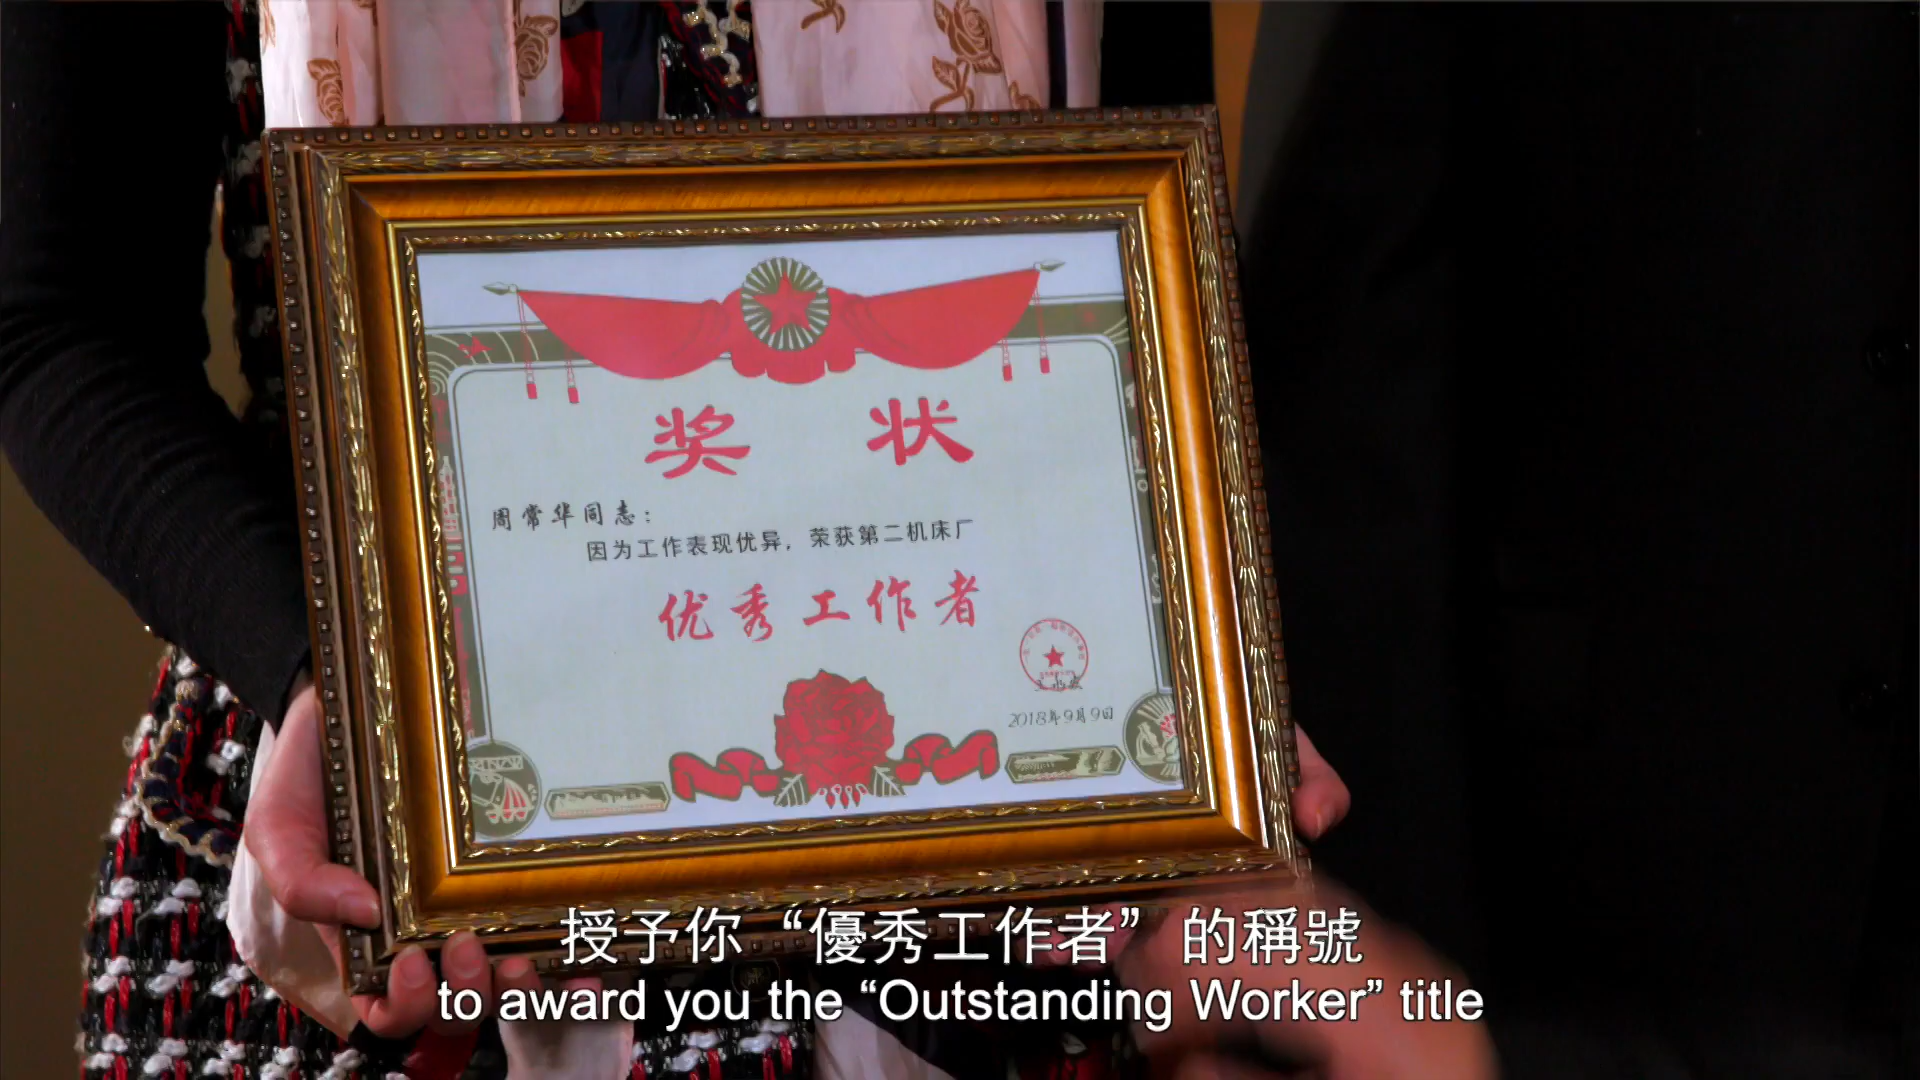 奖 状
周常华同志：
因为工作表现优异，荣获第二机床厂
优秀工作者
2018年9月9日
授予你“優秀工作者”的稱號
to award you the “Outstanding Worker” title